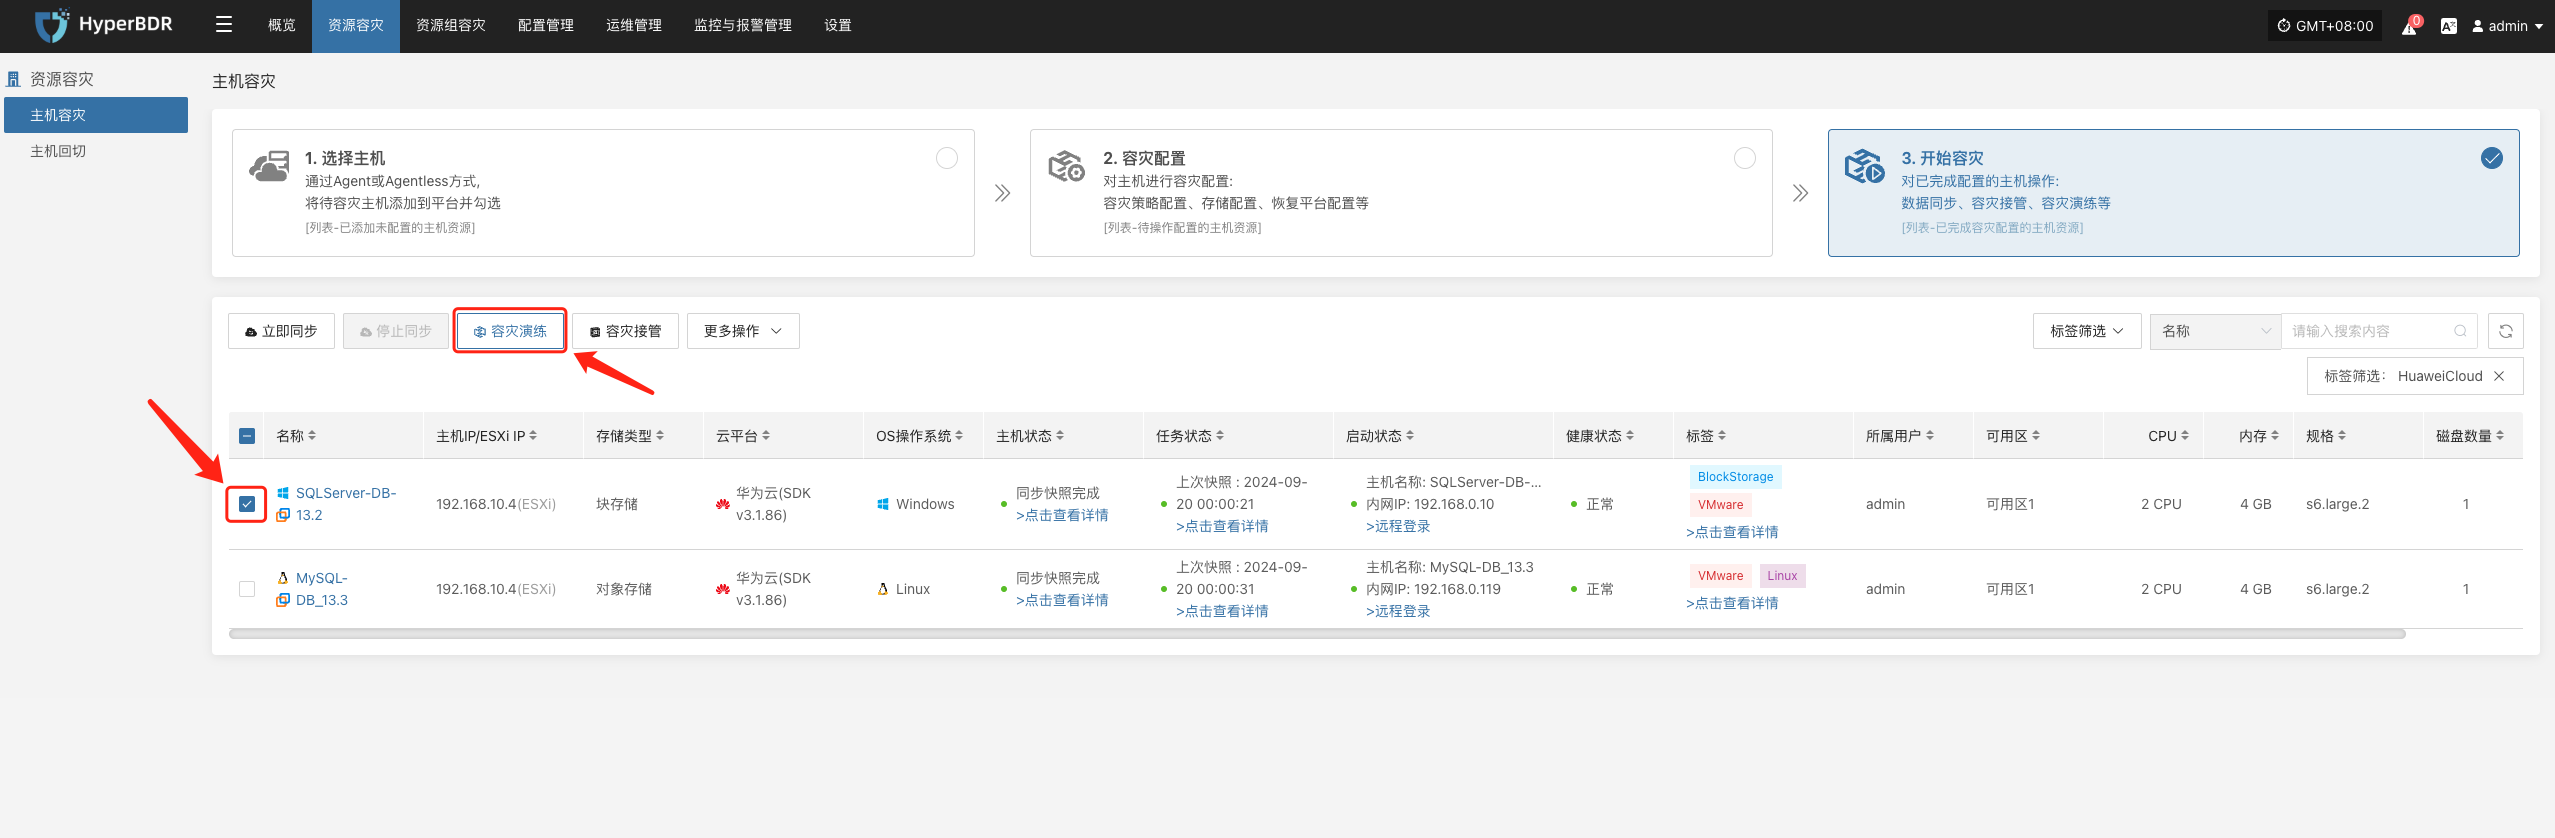 HyperBDR
概览
资源容灾
资源组容灾
配置管理
运维管理
监控与报警管理
设置
GMT+08:00
0
admin
资源容灾
主机容灾
主机回切
主机容灾
1. 选择主机
通过Agent或Agentless方式,
将待容灾主机添加到平台并勾选
[列表-已添加未配置的主机资源]
2. 容灾配置
对主机进行容灾配置:
容灾策略配置、存储配置、恢复平台配置等
[列表-待操作配置的主机资源]
3. 开始容灾
对已完成配置的主机操作:
数据同步、容灾接管、容灾演练等
[列表-已完成容灾配置的主机资源]
立即同步
停止同步
容灾演练
容灾接管
更多操作
标签筛选
名称
请输入搜索内容
标签筛选： HuaweiCloud
名称
主机IP/ESXi IP
存储类型
云平台
OS操作系统
主机状态
任务状态
启动状态
健康状态
标签
所属用户
可用区
CPU
内存
规格
磁盘数量
SQLServer-DB-
13.2
192.168.10.4(ESXi)
块存储
华为云(SDK
v3.1.86)
Windows
同步快照完成
>点击查看详情
上次快照 : 2024-09-
20 00:00:21
>点击查看详情
主机名称: SQLServer-DB-...
内网IP: 192.168.0.10
>远程登录
正常
BlockStorage
VMware
>点击查看详情
admin
可用区1
2 CPU
4 GB
s6.large.2
1
MySQL-
DB_13.3
192.168.10.4(ESXi)
对象存储
华为云(SDK
v3.1.86)
Linux
同步快照完成
>点击查看详情
上次快照 : 2024-09-
20 00:00:31
>点击查看详情
主机名称: MySQL-DB_13.3
内网IP: 192.168.0.119
>远程登录
正常
VMware
Linux
>点击查看详情
admin
可用区1
2 CPU
4 GB
s6.large.2
1